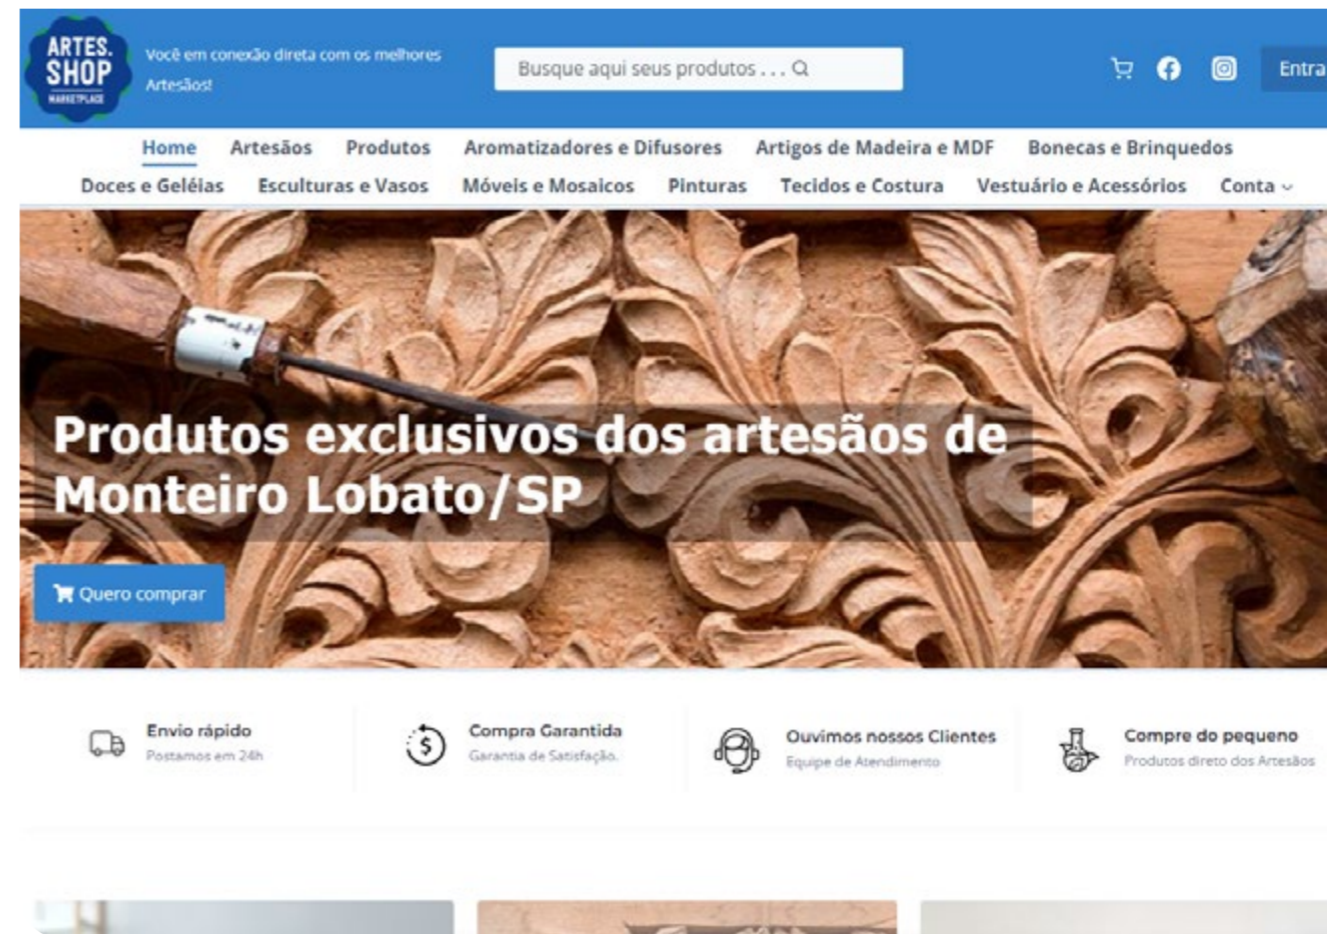 ARTES.
SHOP
MARKETPLACE
Você em conexão direta com os melhores
Artesãos!
Busque aqui seus produtos . . .
Entra
Home Artesãos Produtos Aromatizadores e Difusores Artigos de Madeira e MDF Bonecas e Brinquedos
Doces e Geléias Esculturas e Vasos Móveis e Mosaicos Pinturas Tecidos e Costura Vestuário e Acessórios Conta
Produtos exclusivos dos artesãos de
Monteiro Lobato/SP
Quero comprar
Envio rápido
Postamos em 24h
Compra Garantida
Garantia de Satisfação.
Ouvimos nossos Clientes
Equipe de Atendimento
Compre do pequeno
Produtos direto dos Artesãos